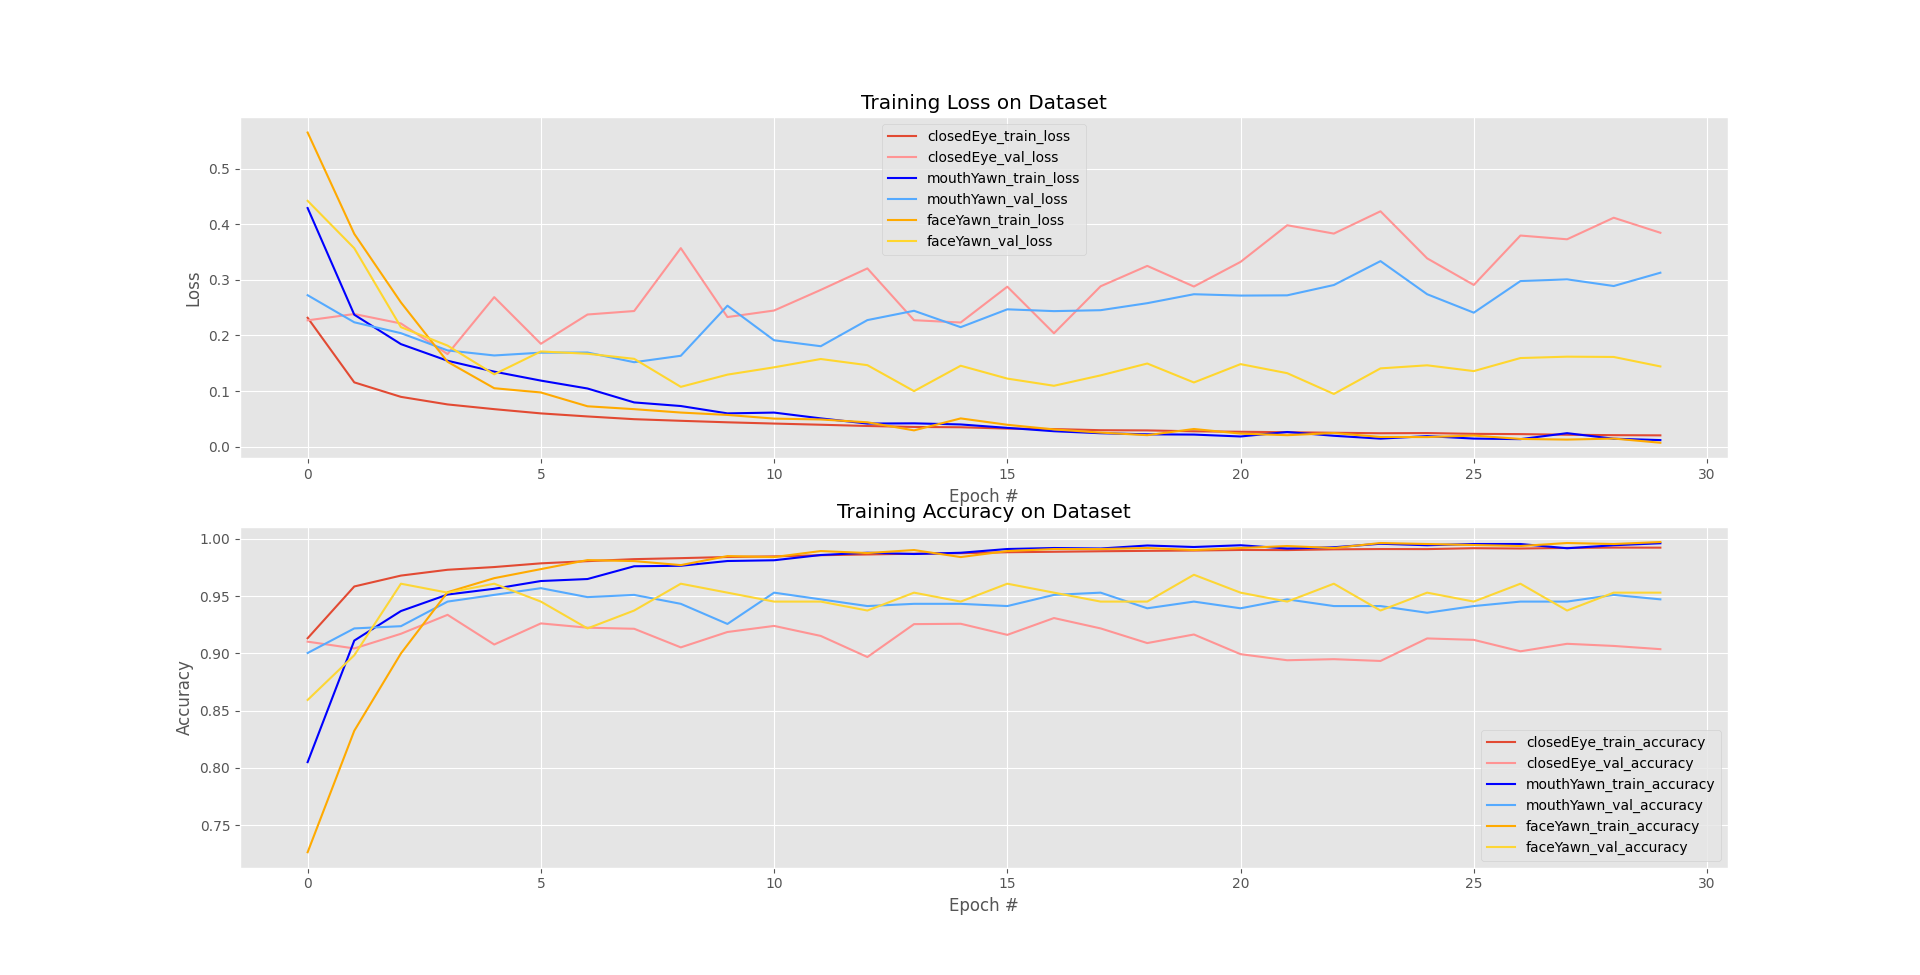 Training Loss on Dataset
closedEye_train_loss
closedEye_val_loss
mouthYawn_train_loss
mouthYawn_val_loss
faceYawn_train_loss
faceYawn_val_loss
Loss
0.5
0.4
0.3
0.2
0.1
0.0
0 5 10 15 20 25 30
Epoch #
Training Accuracy on Dataset
Accuracy
1.00
0.95
0.90
0.85
0.80
0.75
closedEye_train_accuracy
closedEye_val_accuracy
mouthYawn_train_accuracy
mouthYawn_val_accuracy
faceYawn_train_accuracy
faceYawn_val_accuracy
0 5 10 15 20 25 30
Epoch #